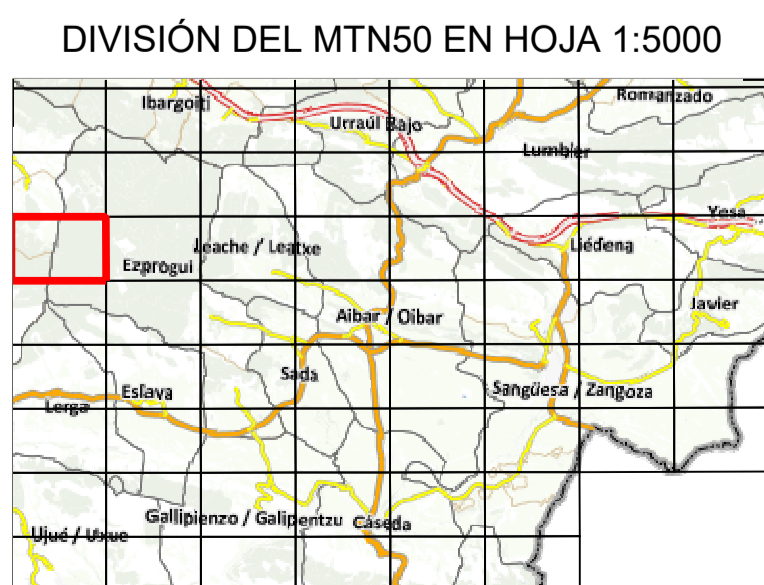 DIVISIÓN DEL MTN50 EN HOJA 1:5000
Romanzado
Ibargoiti
Urraúl Bajo
Lumbier
Yesa
Leache / Leatxe
Liédena
Ezprogui
Javier
Aibar / Oibar
Sada
Sangüesa / Zangoza
Eslava
Lerga
Gallipienzo / Galipentzu
Cáseda
Ujué / Uxue